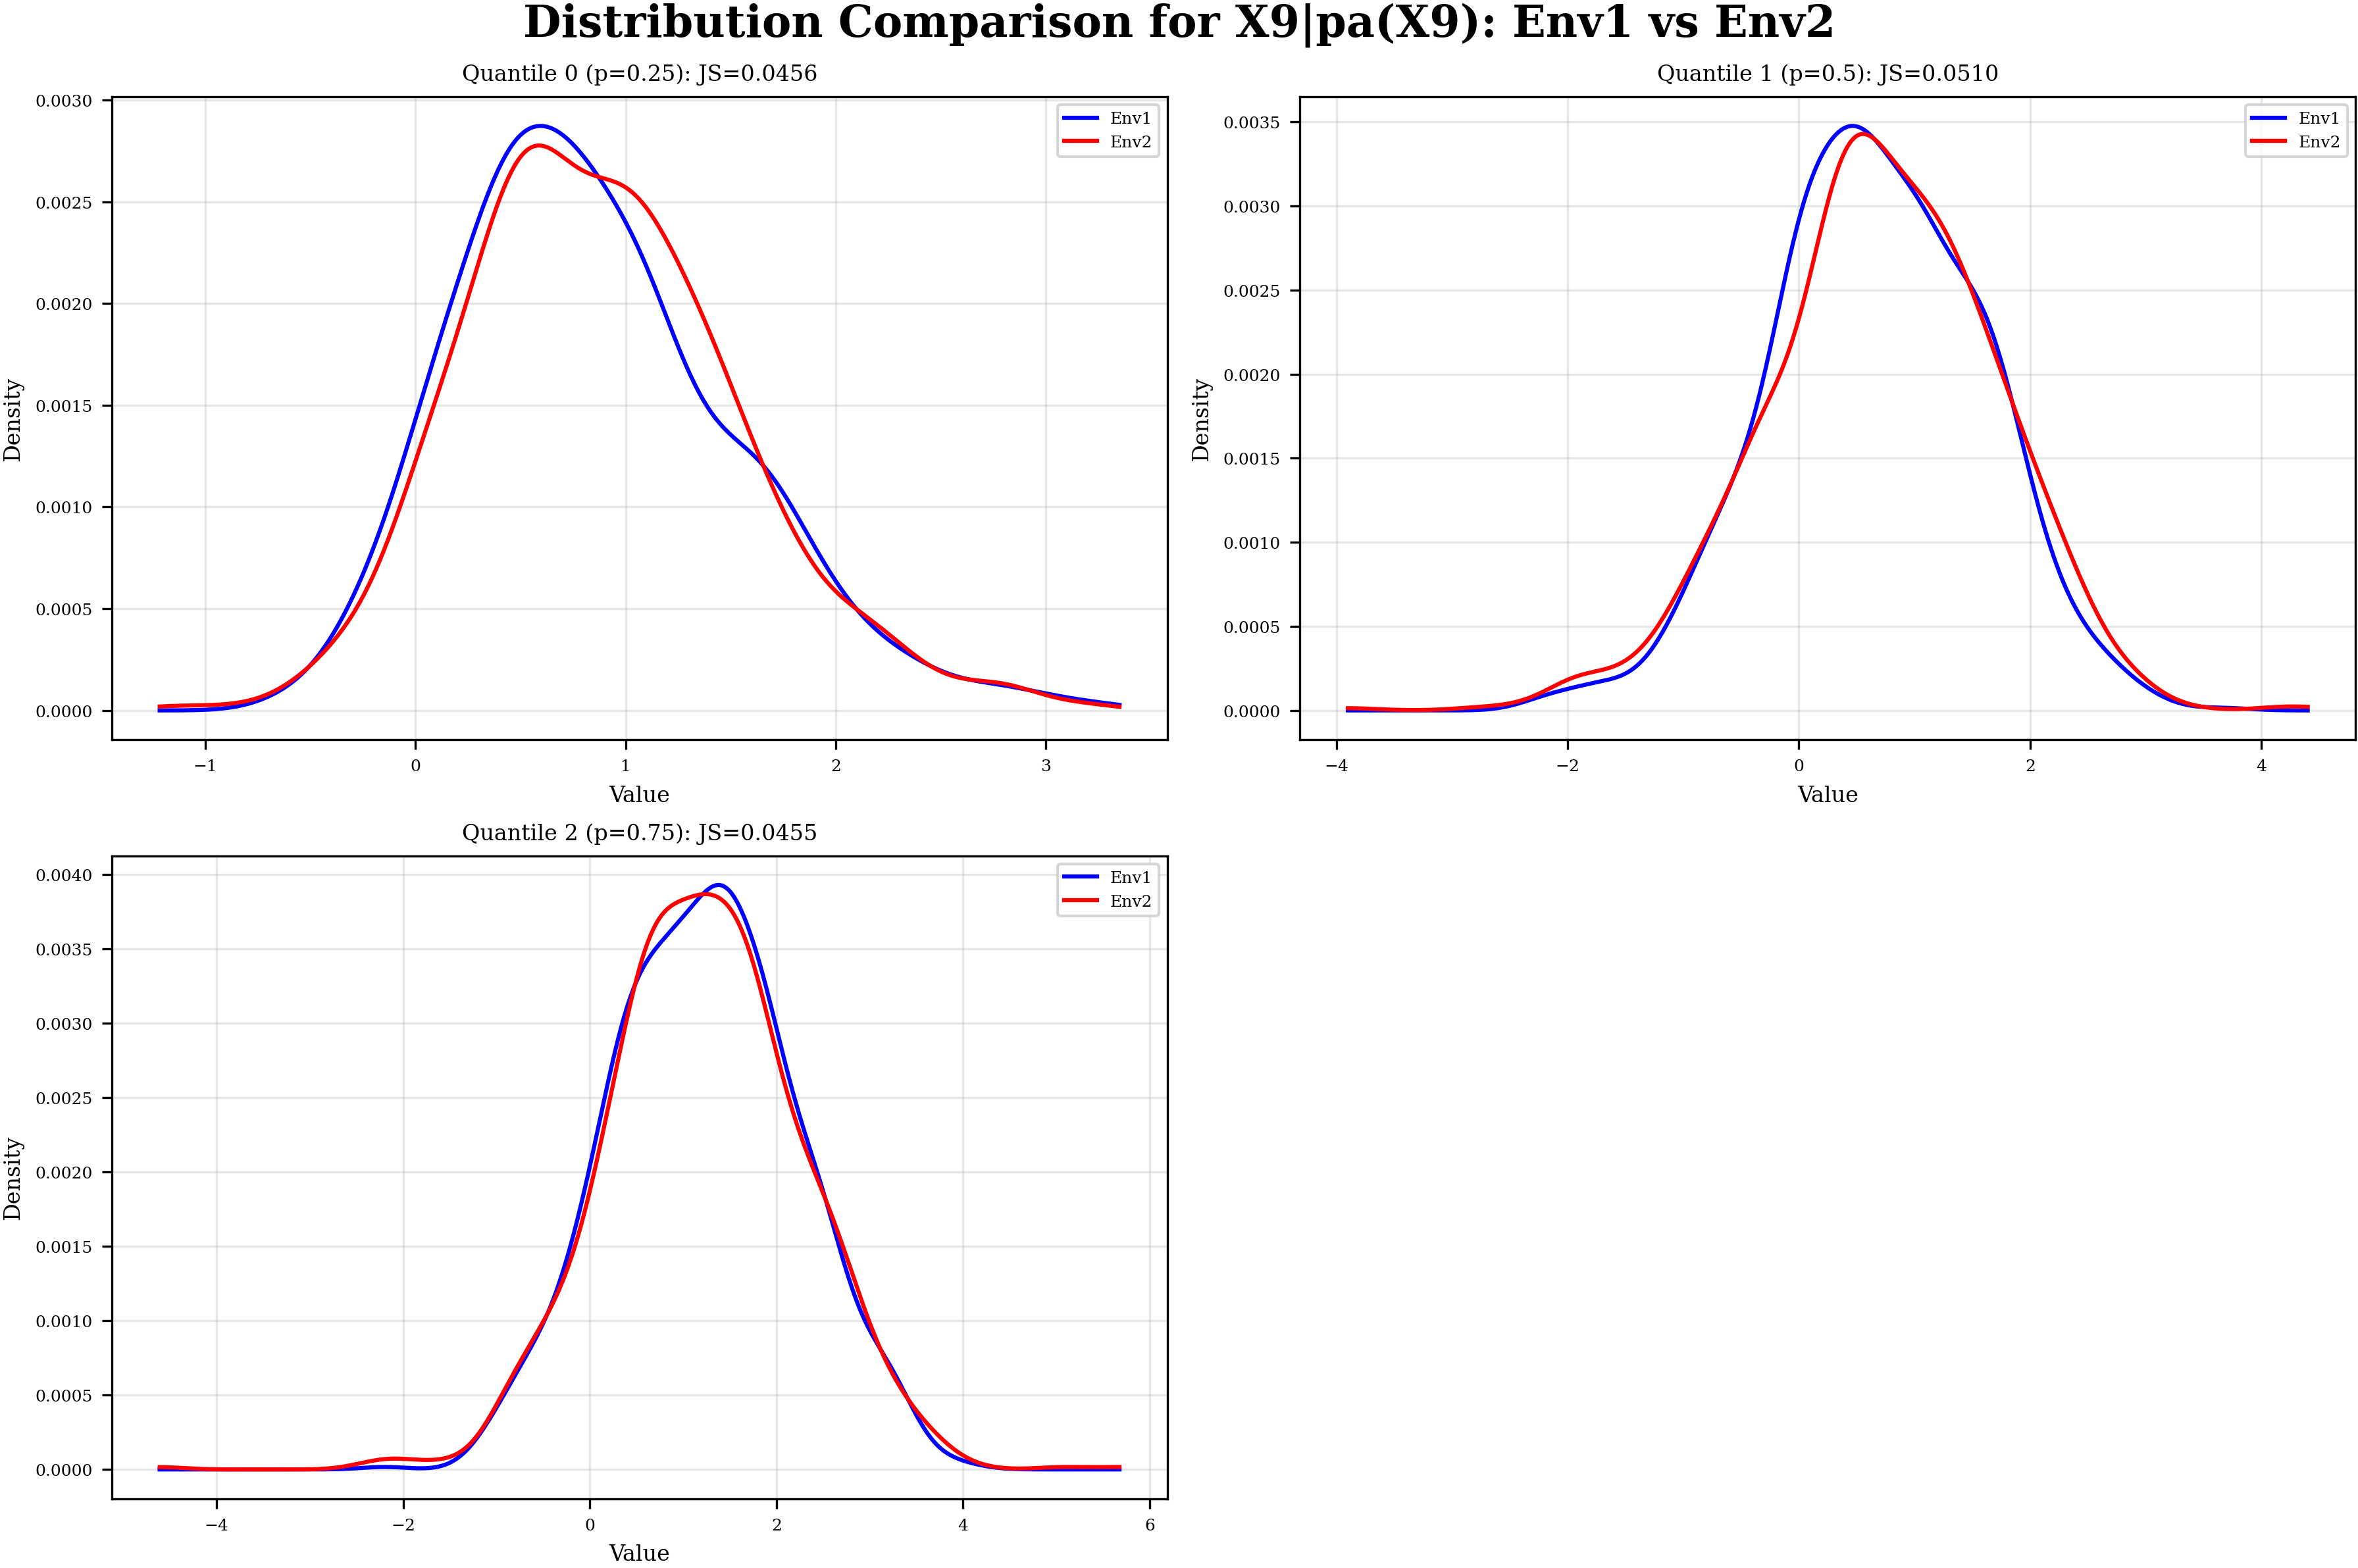 Distribution Comparison for X9|pa(X9): Env1 vs Env2
Quantile 0 (p=0.25): JS=0.0456
Env1
Env2
0.0030
0.0025
0.0020
0.0015
0.0010
0.0005
0.0000
Density
−1 0 1 2 3
Value
Quantile 1 (p=0.5): JS=0.0510
Env1
Env2
0.0035
0.0030
0.0025
0.0020
0.0015
0.0010
0.0005
0.0000
Density
−4 −2 0 2 4
Value
Quantile 2 (p=0.75): JS=0.0455
Env1
Env2
0.0040
0.0035
0.0030
0.0025
0.0020
0.0015
0.0010
0.0005
0.0000
Density
−4 −2 0 2 4 6
Value